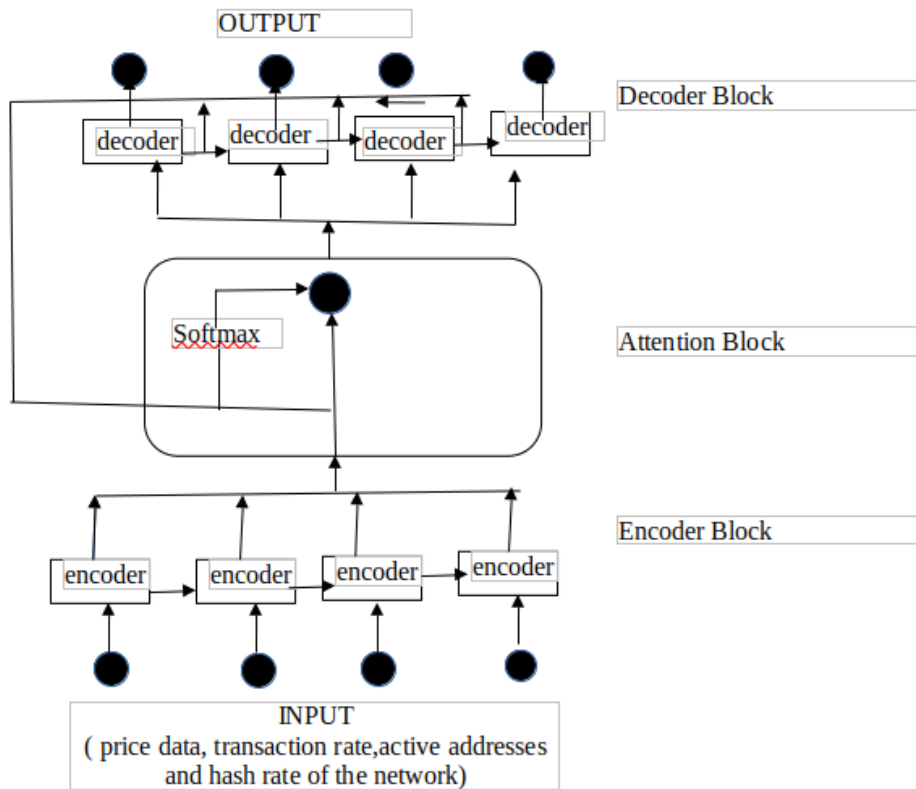 OUTPUT
Decoder Block
decoder
decoder
decoder
decoder
Softmax
Attention Block
Encoder Block
encoder
encoder
encoder
encoder
INPUT
( price data, transaction rate,active addresses
and hash rate of the network)